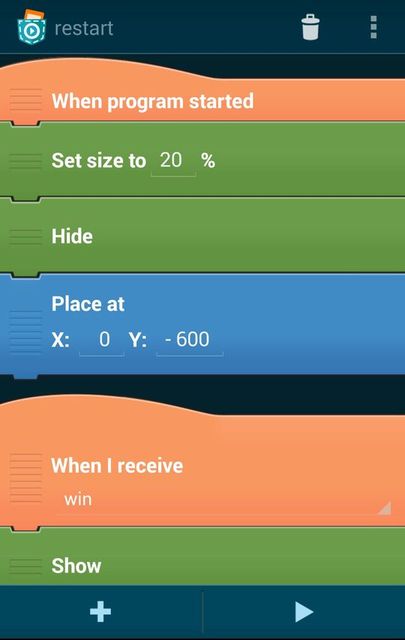 restart
When program started
Set size to 20 %
Hide
Place at
X: 0 Y: - 600
When I receive
win
Show